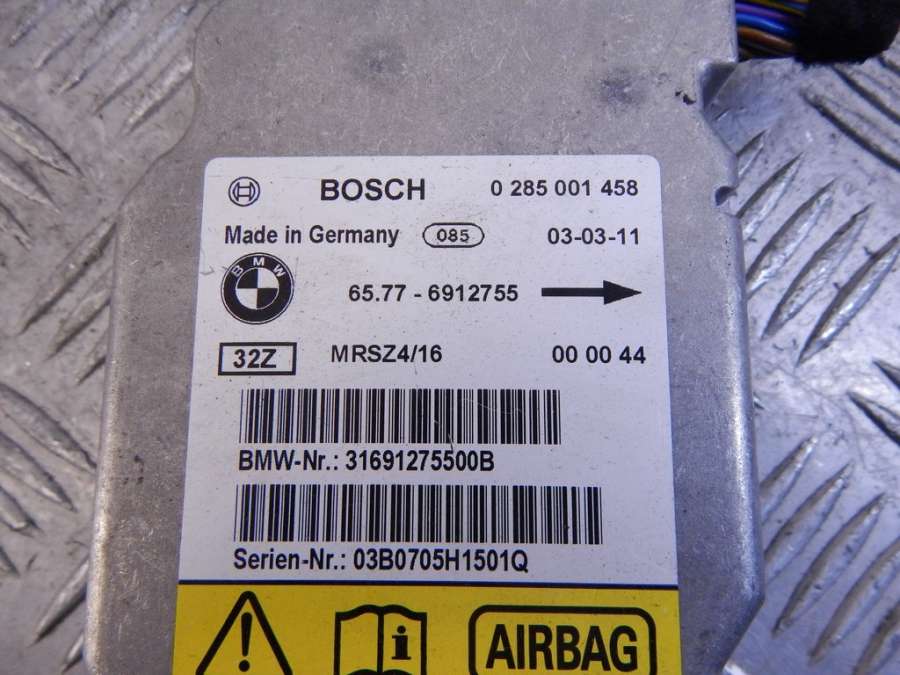 BOSCH 0 285 001 458
Made in Germany 085 03-03-11
BMW
65.77 - 6912755
32Z MRSZ4/16 00 00 44
BMW-Nr.: 31691275500B
Serien-Nr.: 03B0705H1501Q
! i AIRBAG